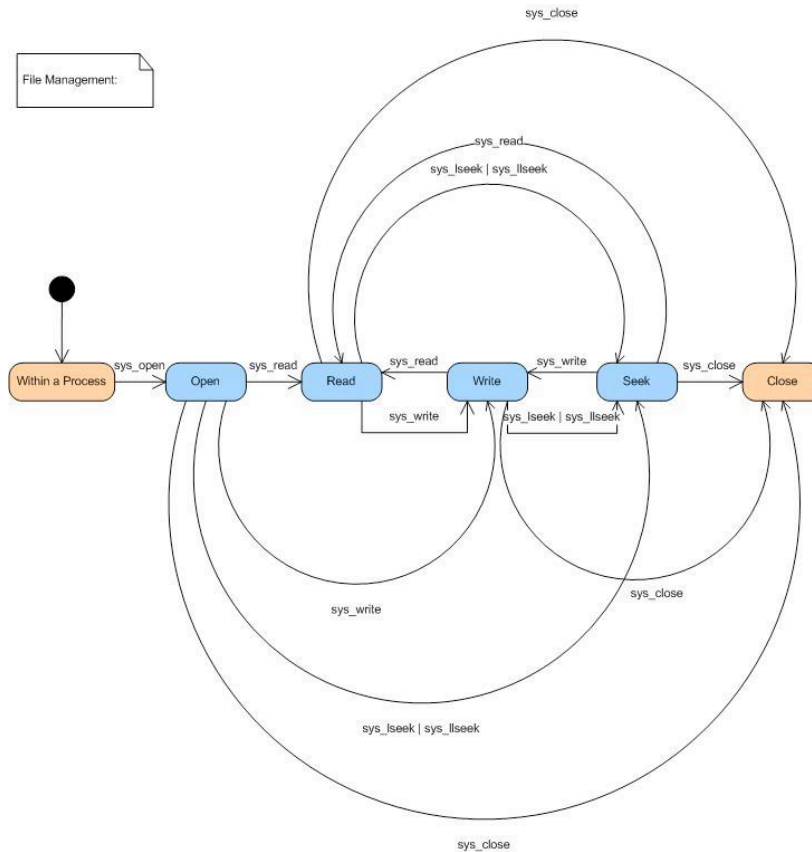 sys_close
File Management:
sys_read
sys_lseek | sys_llseek
sys_open
sys_read
sys_read
sys_write
sys_close
Within a Process
Open
Read
Write
Seek
Close
sys_write
sys_lseek | sys_llseek
sys_close
sys_write
sys_lseek | sys_llseek
sys_close